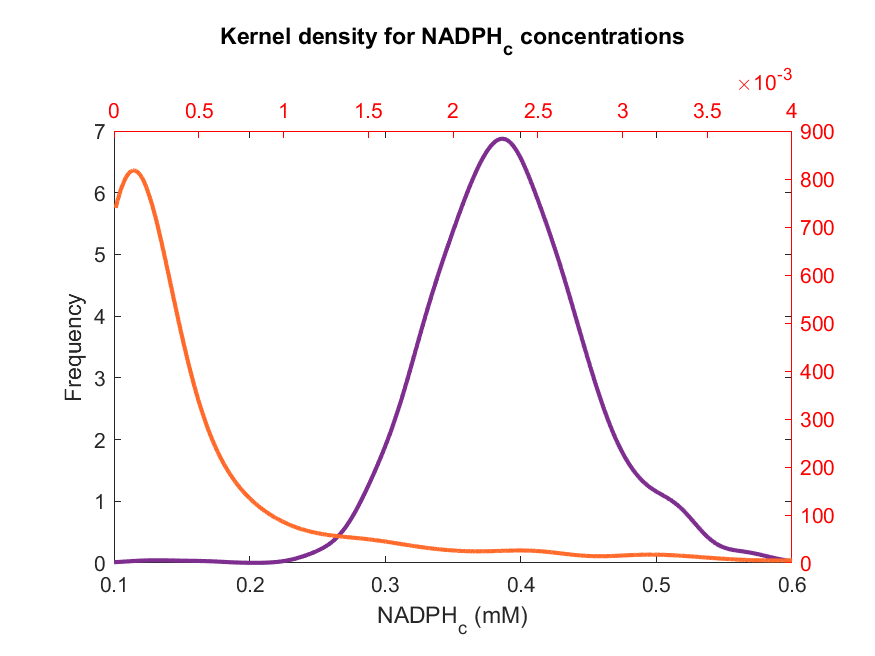 Kernel density for NADPHc concentrations
×10-3
0 0.5 1 1.5 2 2.5 3 3.5 4
7 900
6 800
5 700
4 600
3 500
2 400
1 300
0 200
100
0
Frequency
0.1 0.2 0.3 0.4 0.5 0.6
NADPHc (mM)